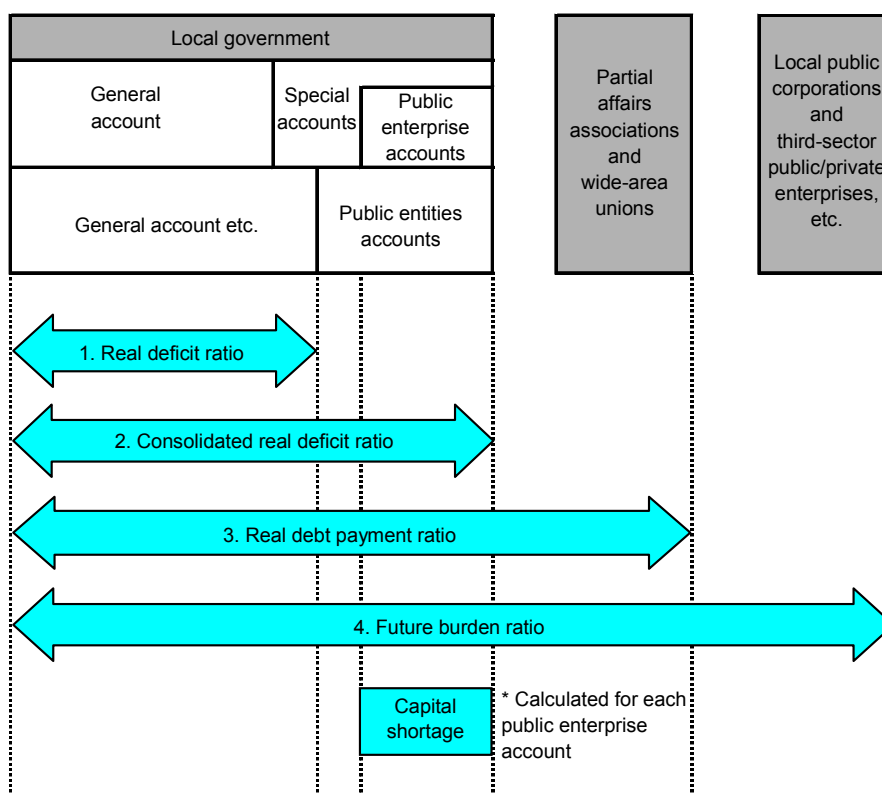 Local government
General
account
Special
accounts
Public
enterprise
accounts
General account etc.
Public entities
accounts
Partial
affairs
associations
and
wide-area
unions
Local public
corporations
and
third-sector
public/private
enterprises,
etc.
1. Real deficit ratio
2. Consolidated real deficit ratio
3. Real debt payment ratio
4. Future burden ratio
Capital
shortage
* Calculated for each
public enterprise
account